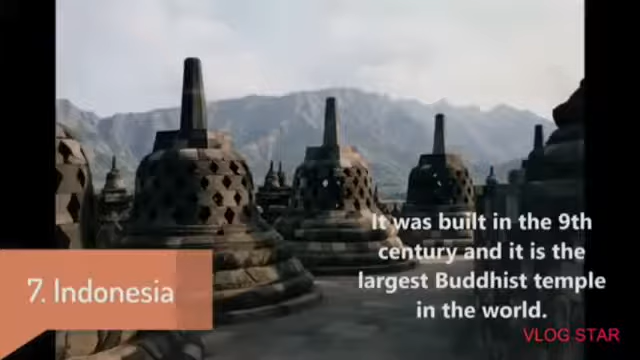 It was built in the 9th
century and it is the
largest Buddhist temple
in the world.
7. Indonesia
VLOG STAR